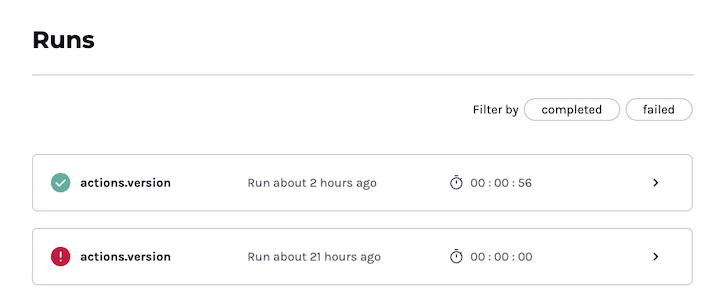 Runs
Filter by completed failed
actions.version Run about 2 hours ago 00 : 00 : 56
! actions.version Run about 21 hours ago 00 : 00 : 00